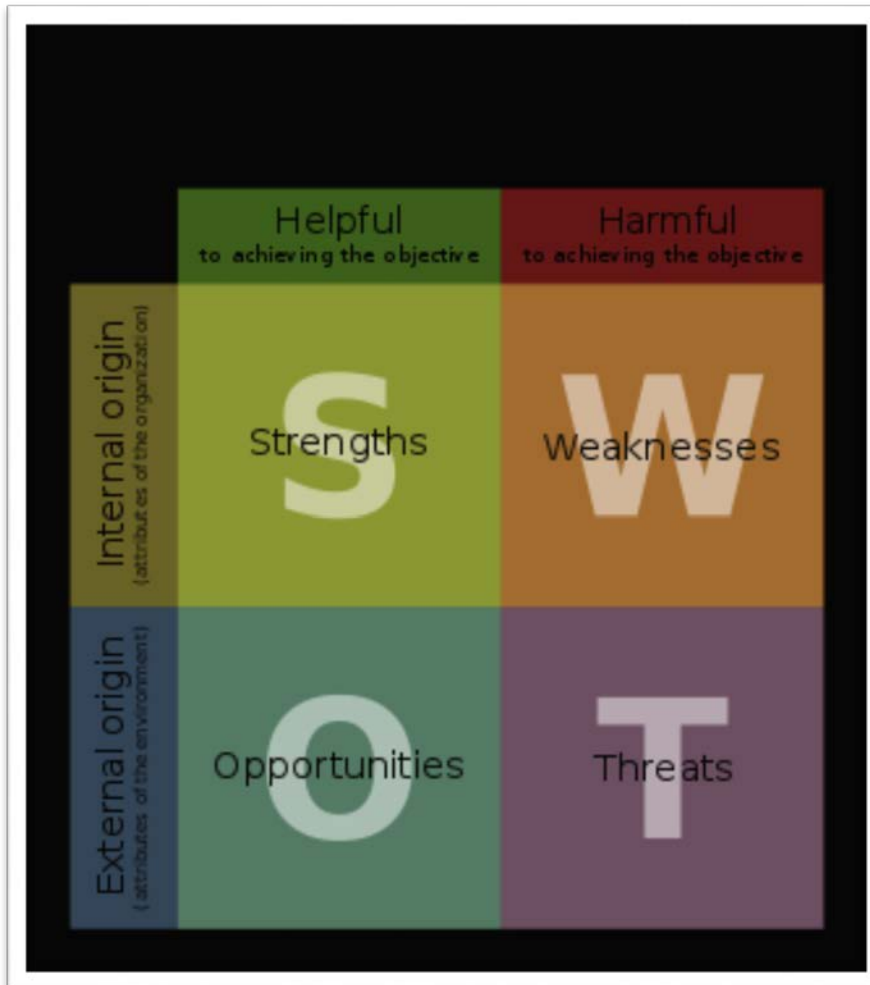 Helpful
to achieving the objective
Harmful
to achieving the objective
Internal origin
(attributes of the organization)
S
Strengths
W
Weaknesses
External origin
(attributes of the environment)
O
Opportunities
T
Threats